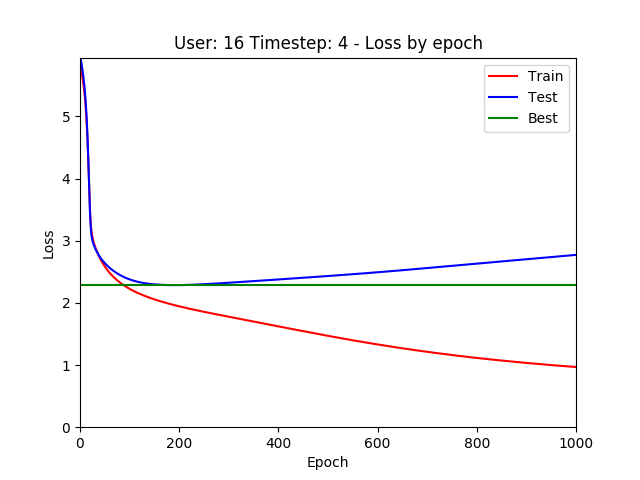 User: 16 Timestep: 4 - Loss by epoch
Train
Test
Best
Loss
5
4
3
2
1
0
0 200 400 600 800 1000
Epoch